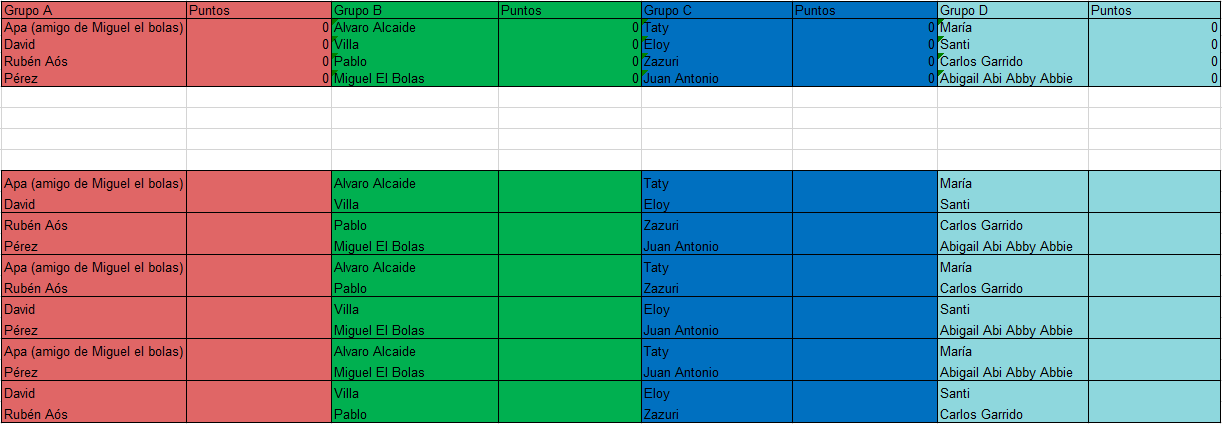 Grupo A Puntos Grupo B Puntos Grupo C Puntos Grupo D Puntos
Apa (amigo de Miguel el bolas) 0 Alvaro Alcaide 0 Taty 0 María 0
David 0 Villa 0 Eloy 0 Santi 0
Rubén Aós 0 Pablo 0 Zazuri 0 Carlos Garrido 0
Pérez 0 Miguel El Bolas 0 Juan Antonio 0 Abigail Abi Abby Abbie 0
Apa (amigo de Miguel el bolas) Alvaro Alcaide Taty María
David Villa Eloy Santi
Rubén Aós Pablo Zazuri Carlos Garrido
Pérez Miguel El Bolas Juan Antonio Abigail Abi Abby Abbie
Apa (amigo de Miguel el bolas) Alvaro Alcaide Taty María
Rubén Aós Pablo Zazuri Carlos Garrido
David Villa Eloy Santi
Pérez Miguel El Bolas Juan Antonio Abigail Abi Abby Abbie
Apa (amigo de Miguel el bolas) Alvaro Alcaide Taty María
Pérez Miguel El Bolas Juan Antonio Abigail Abi Abby Abbie
David Villa Eloy Santi
Rubén Aós Pablo Zazuri Carlos Garrido